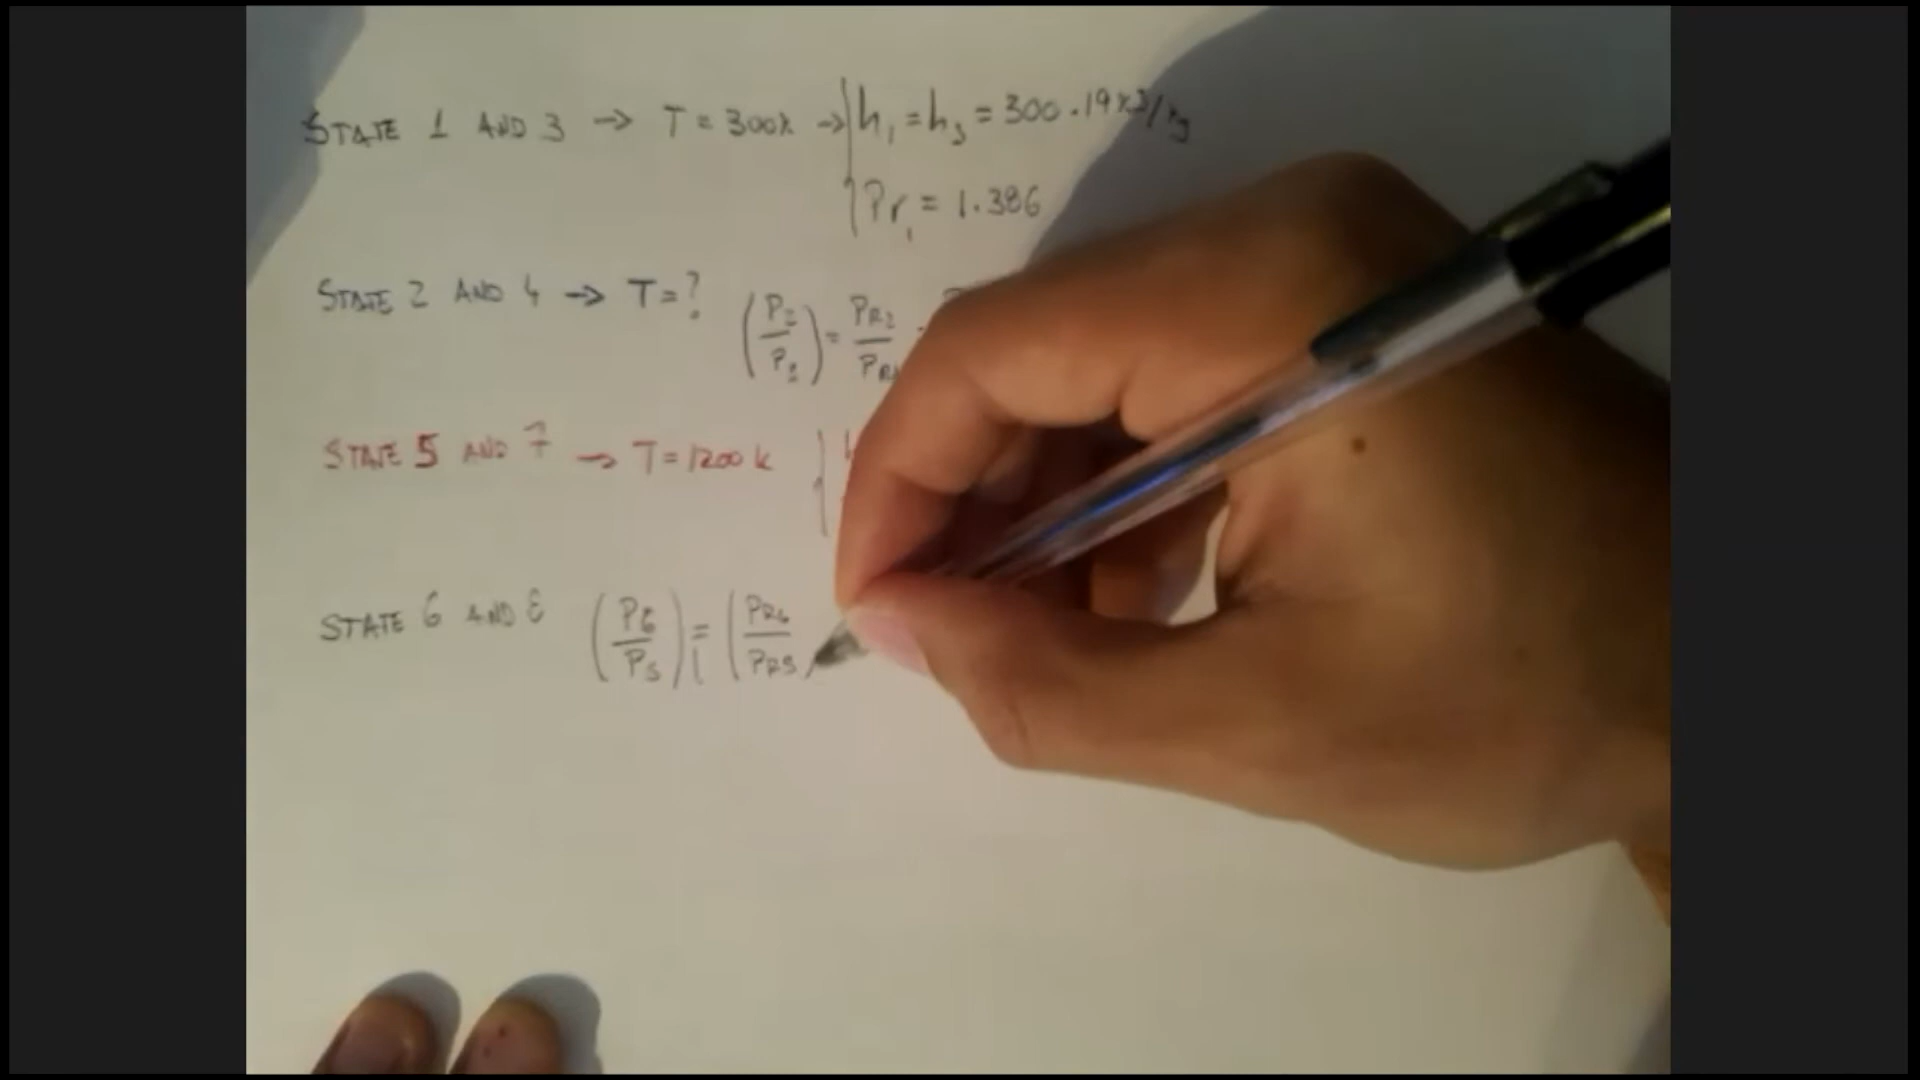 STATE 1 AND 3 → T = 300K → h₁ = h₃ = 300.19 KJ/Kg
Pr₁ = 1.386
STATE 2 AND 4 → T = ? (P₂/P₁) = PR₂/PR₁
STATE 5 AND 7 → T = 1200 K
STATE 6 AND 8 (P₆/P₅) = (PR₆/PR₅)